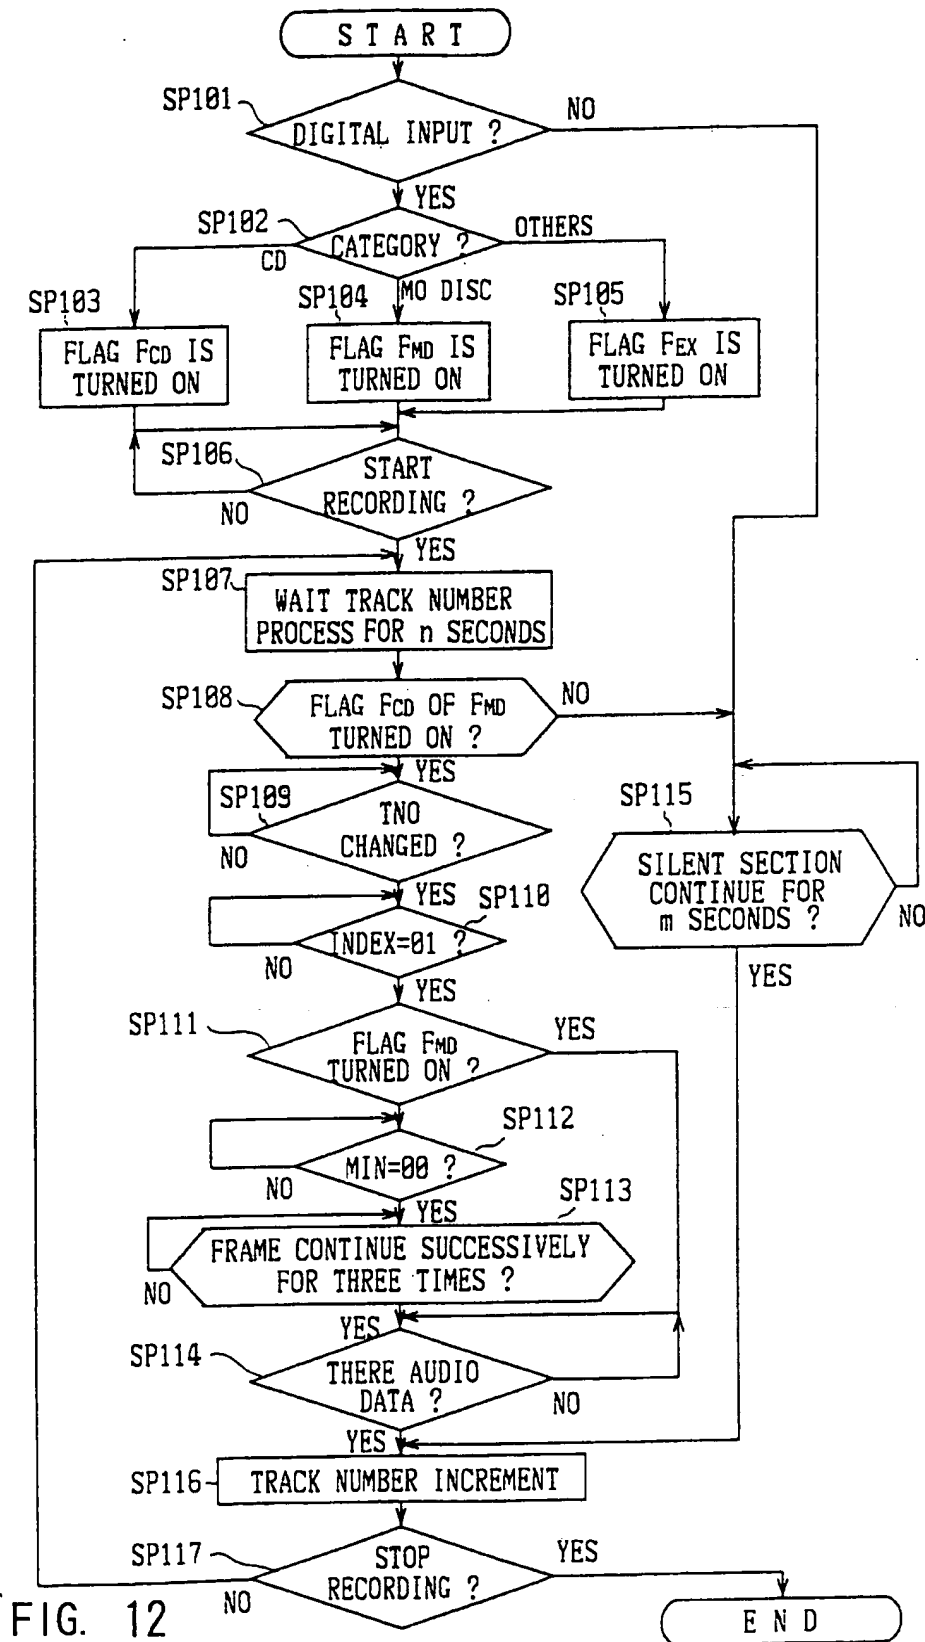 START
SP101
DIGITAL INPUT ?
NO
YES
SP102
CATEGORY ?
OTHERS
CD
MO DISC
SP103
SP104
SP105
FLAG FCD IS
TURNED ON
FLAG FMD IS
TURNED ON
FLAG FEX IS
TURNED ON
SP106
START
RECORDING ?
NO
YES
SP107
WAIT TRACK NUMBER
PROCESS FOR n SECONDS
SP108
FLAG FCD OF FMD
TURNED ON ?
NO
YES
SP109
TNO
CHANGED ?
NO
YES
SP115
SILENT SECTION
CONTINUE FOR
m SECONDS ?
NO
YES
SP110
INDEX=01 ?
NO
YES
SP111
FLAG FMD
TURNED ON ?
YES
SP112
MIN=00 ?
NO
YES
SP113
FRAME CONTINUE SUCCESSIVELY
FOR THREE TIMES ?
NO
YES
SP114
THERE AUDIO
DATA ?
NO
YES
SP116
TRACK NUMBER INCREMENT
SP117
STOP
RECORDING ?
YES
NO
END
FIG. 12